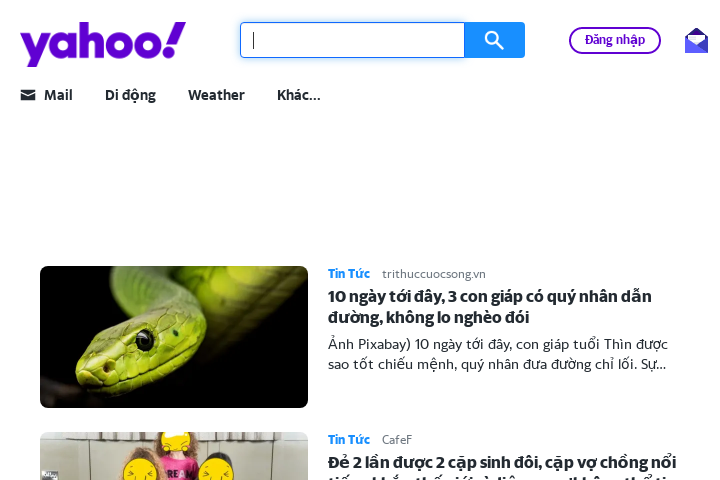 yahoo!
Đăng nhập
Mail
Di động
Weather
Khác...
Tin Tức trithuccuocsong.vn
10 ngày tới đây, 3 con giáp có quý nhân dẫn
đường, không lo nghèo đói
Ảnh Pixabay) 10 ngày tới đây, con giáp tuổi Thìn được
sao tốt chiếu mệnh, quý nhân đưa đường chỉ lối. Sự...
Tin Tức CafeF
Đẻ 2 lần được 2 cặp sinh đôi, cặp vợ chồng nổi